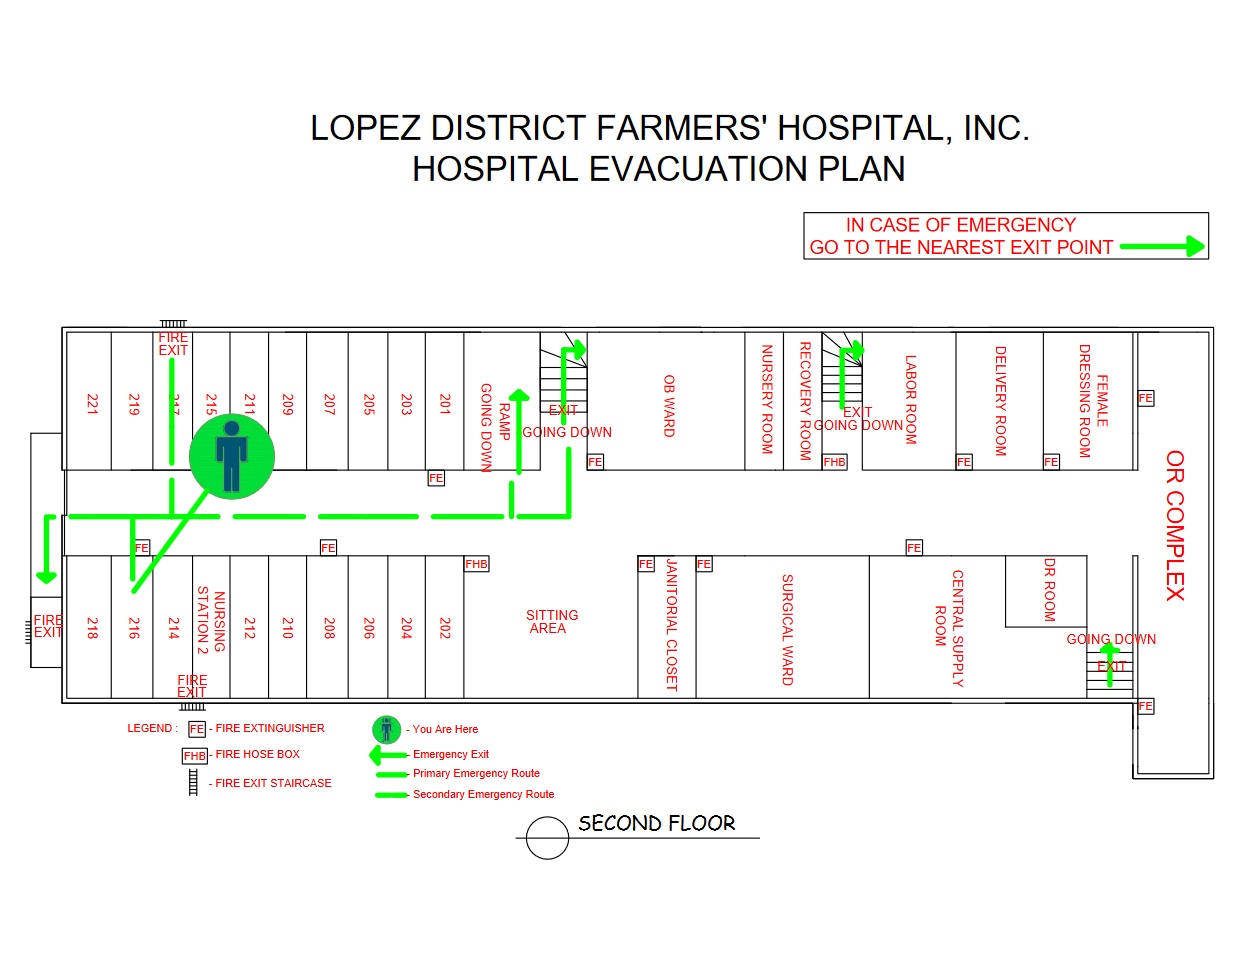 LOPEZ DISTRICT FARMERS' HOSPITAL, INC.
HOSPITAL EVACUATION PLAN
IN CASE OF EMERGENCY
GO TO THE NEAREST EXIT POINT
FIRE
EXIT
221
219
217
215
211
209
207
205
203
201
RAMP
GOING DOWN
EXIT
GOING DOWN
OB WARD
NURSERY ROOM
RECOVERY ROOM
EXIT
GOING DOWN
LABOR ROOM
DELIVERY ROOM
FEMALE
DRESSING ROOM
FE
FE
FE
FHB
FE
FE
OR COMPLEX
FE
FE
FHB
FE
FE
FE
FIRE
EXIT
218
216
214
NURSING
STATION 2
212
210
208
206
204
202
SITTING
AREA
JANITORIAL CLOSET
SURGICAL WARD
CENTRAL SUPPLY
ROOM
DR ROOM
GOING DOWN
EXIT
FIRE
EXIT
FE
LEGEND :
FE - FIRE EXTINGUISHER
FHB - FIRE HOSE BOX
- FIRE EXIT STAIRCASE
- You Are Here
- Emergency Exit
- Primary Emergency Route
- Secondary Emergency Route
SECOND FLOOR